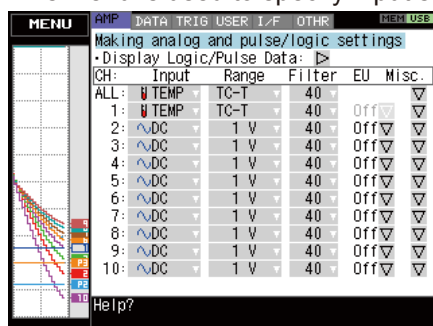 MENU
AMP DATA TRIG USER I/F OTHR MEM USB
Making analog and pulse/logic settings
・Display Logic/Pulse Data:
CH: Input Range Filter EU Misc.
ALL: TEMP TC-T 40
1: TEMP TC-T 40 Off
2: DC 1 V 40 Off
3: DC 1 V 40 Off
4: DC 1 V 40 Off
5: DC 1 V 40 Off
6: DC 1 V 40 Off
7: DC 1 V 40 Off
8: DC 1 V 40 Off
9: DC 1 V 40 Off
10: DC 1 V 40 Off
P3
2
P2
10
Help?